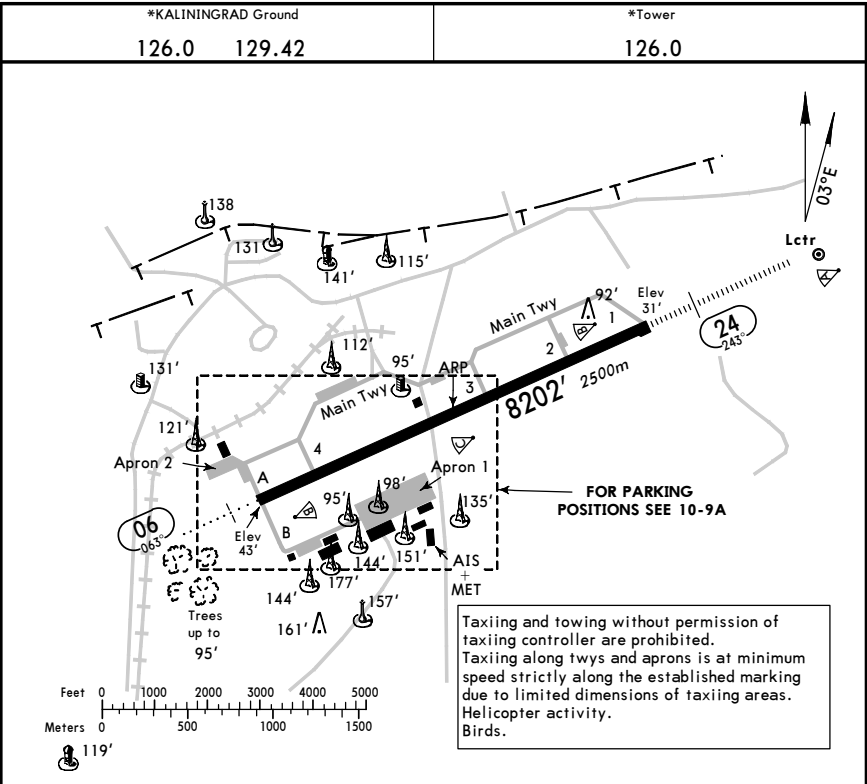 *KALININGRAD Ground
*Tower
126.0 129.42
126.0
138
131
141'
115'
03°E
Lctr
92'
Elev
31'
Main Twy
1
B
2
24
243°
112'
131'
95'
ARP
3
8202' 2500m
Main Twy
121'
4
C
Apron 2
A
Apron 1
98'
95'
135'
FOR PARKING
POSITIONS SEE 10-9A
06
063°
Elev
43'
B
B
151'
144'
177'
AIS
+
MET
144'
157'
161'
Trees
up to
95'
Taxiing and towing without permission of
taxiing controller are prohibited.
Taxiing along twys and aprons is at minimum
speed strictly along the established marking
due to limited dimensions of taxiing areas.
Helicopter activity.
Birds.
Feet 0 1000 2000 3000 4000 5000
Meters 0 500 1000 1500
119'